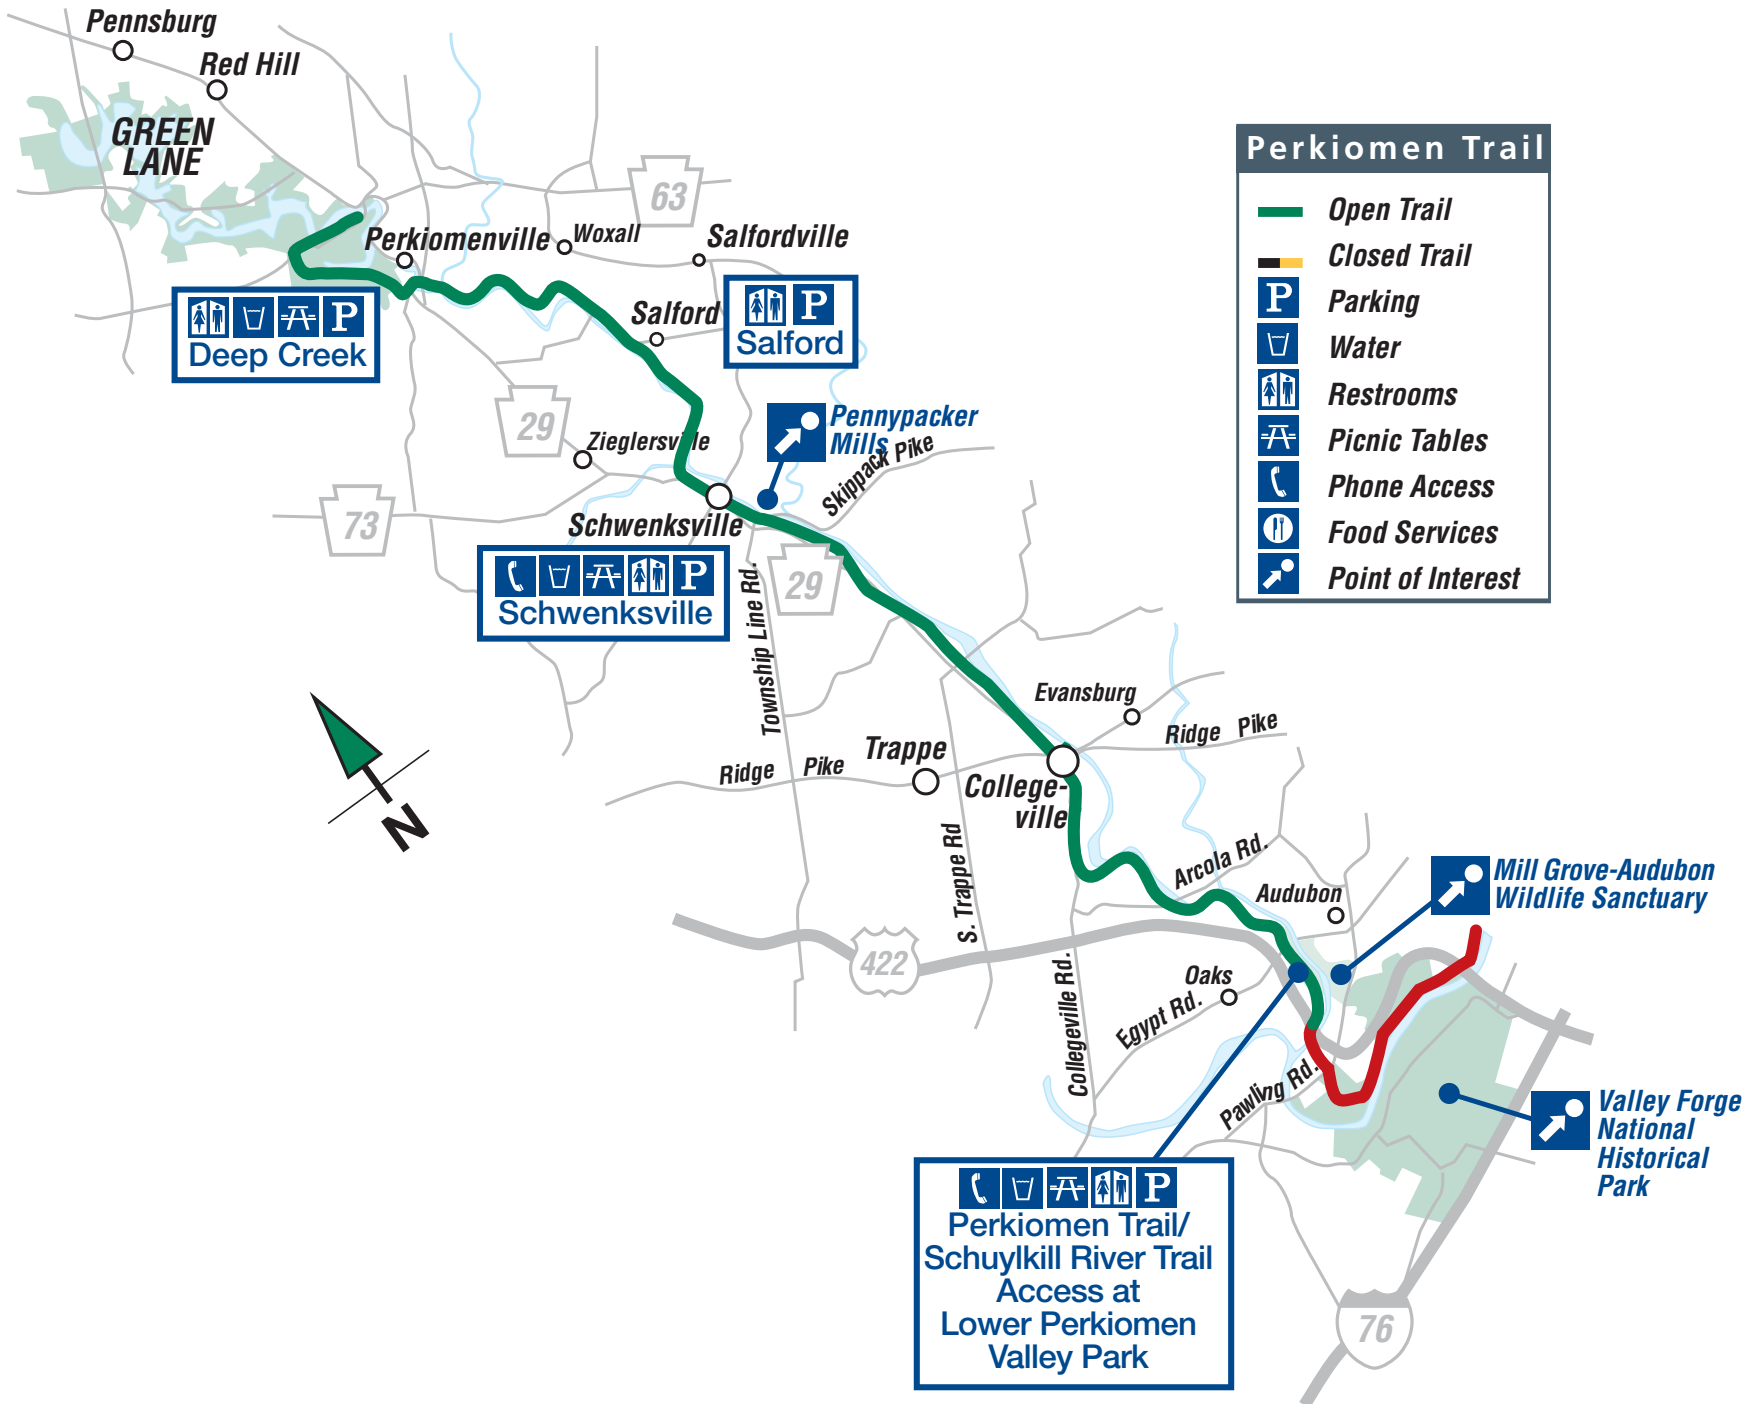 Pennsburg
Red Hill
GREEN
LANE
63
Perkiomenville
Woxall
Salfordville
P
Deep Creek
Salford
P
Salford
29
Zieglersville
Pennypacker
Mills
Skippack Pike
73
Schwenksville
P
Schwenksville
29
Township Line Rd.
Perkiomen Trail
Open Trail
Closed Trail
P
Parking
Water
Restrooms
Picnic Tables
Phone Access
Food Services
Point of Interest
N
Evansburg
Ridge Pike
Trappe
Ridge Pike
College-
ville
S. Trappe Rd
Arcola Rd.
Audubon
Mill Grove-Audubon
Wildlife Sanctuary
422
Oaks
Egypt Rd.
Collegeville Rd.
Pawling Rd.
Valley Forge
National
Historical
Park
P
Perkiomen Trail/
Schuylkill River Trail
Access at
Lower Perkiomen
Valley Park
76